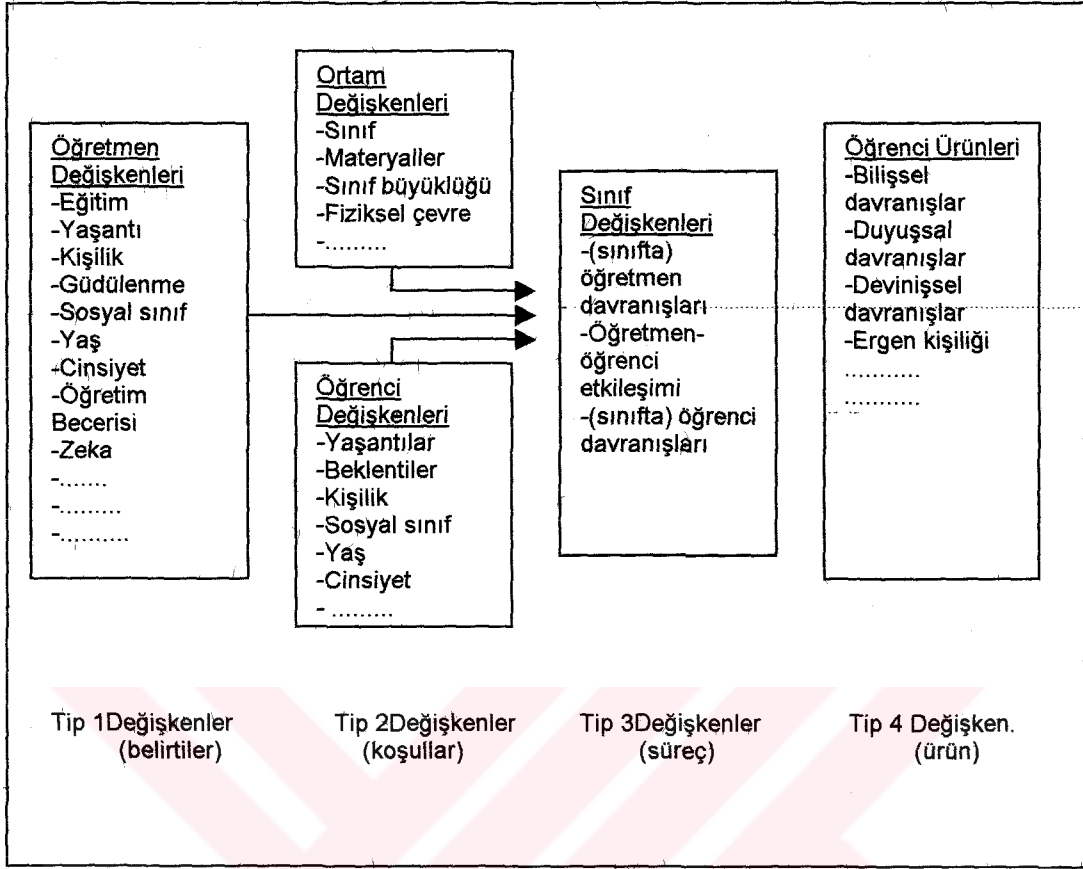 Öğretmen
Değişkenleri
-Eğitim
-Yaşantı
-Kişilik
-Güdülenme
-Sosyal sınıf
-Yaş
-Cinsiyet
-Öğretim
Becerisi
-Zeka
-.......
-.........
-..........
Ortam
Değişkenleri
-Sınıf
-Materyaller
-Sınıf büyüklüğü
-Fiziksel çevre
-.........
Öğrenci
Değişkenleri
-Yaşantılar
-Beklentiler
-Kişilik
-Sosyal sınıf
-Yaş
-Cinsiyet
- .........
Sınıf
Değişkenleri
-(sınıfta)
öğretmen
davranışları
-Öğretmen-
öğrenci
etkileşimi
-(sınıfta) öğrenci
davranışları
Öğrenci Ürünleri
-Bilişsel
davranışlar
-Duyuşsal
davranışlar
-Devinişsel
davranışlar
-Ergen kişiliği
...........
...........
Tip 1Değişkenler
(belirtiler)
Tip 2Değişkenler
(koşullar)
Tip 3Değişkenler
(süreç)
Tip 4 Değişken.
(ürün)